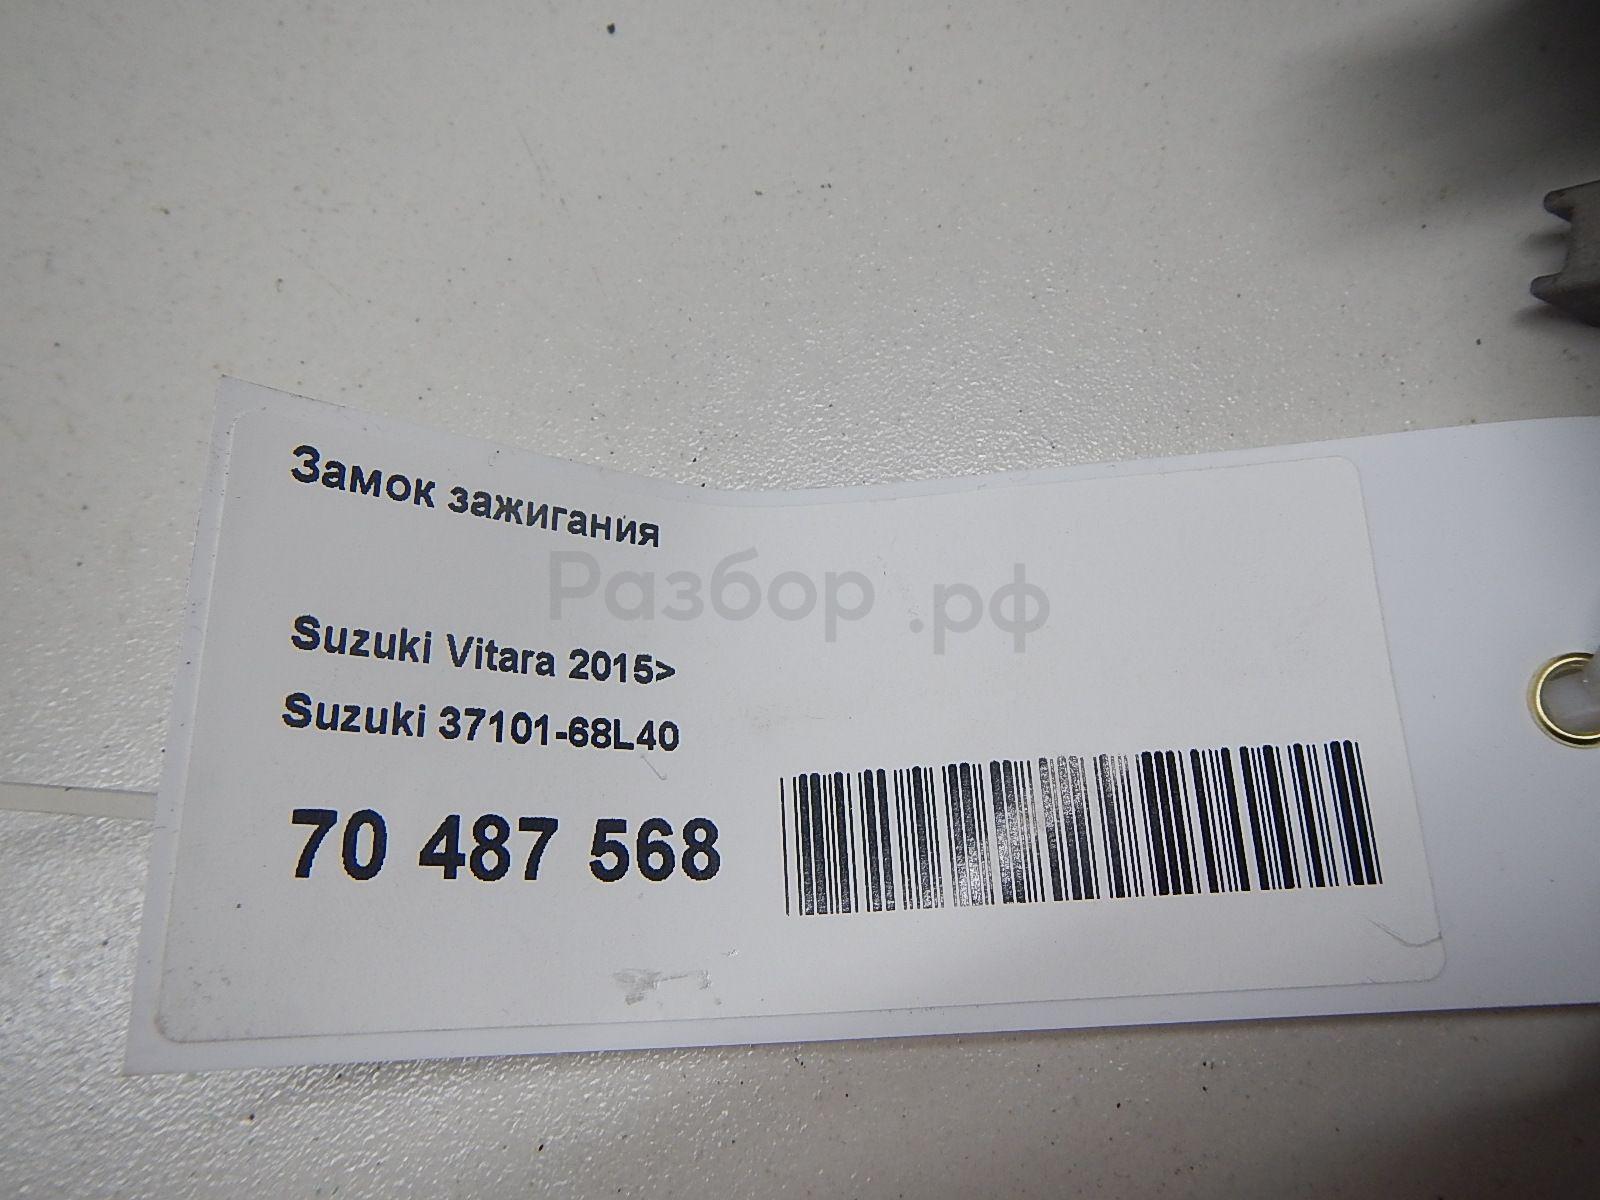 Замок зажигания
Разбор.рф
Suzuki Vitara 2015>
Suzuki 37101-68L40
70 487 568